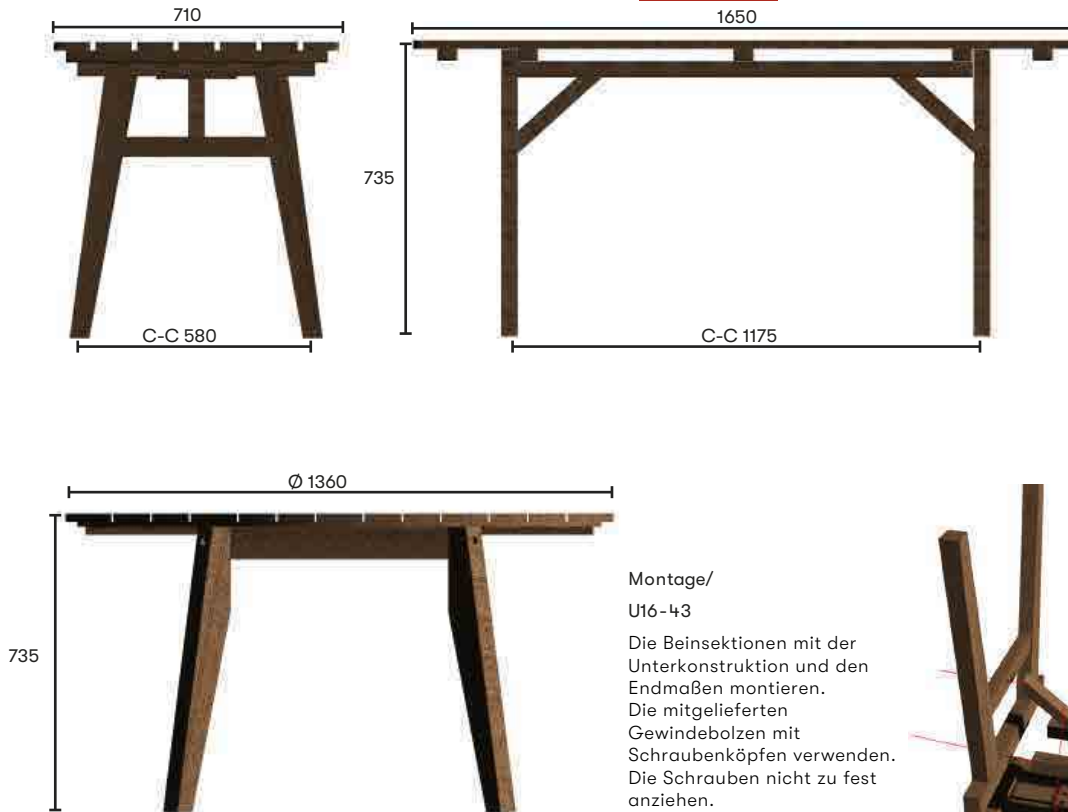 710
1650
735
C-C 580
C-C 1175
Ø 1360
735
Montage/
U16-43
Die Beinsektionen mit der
Unterkonstruktion und den
Endmaßen montieren.
Die mitgelieferten
Gewindebolzen mit
Schraubenköpfen verwenden.
Die Schrauben nicht zu fest
anziehen.